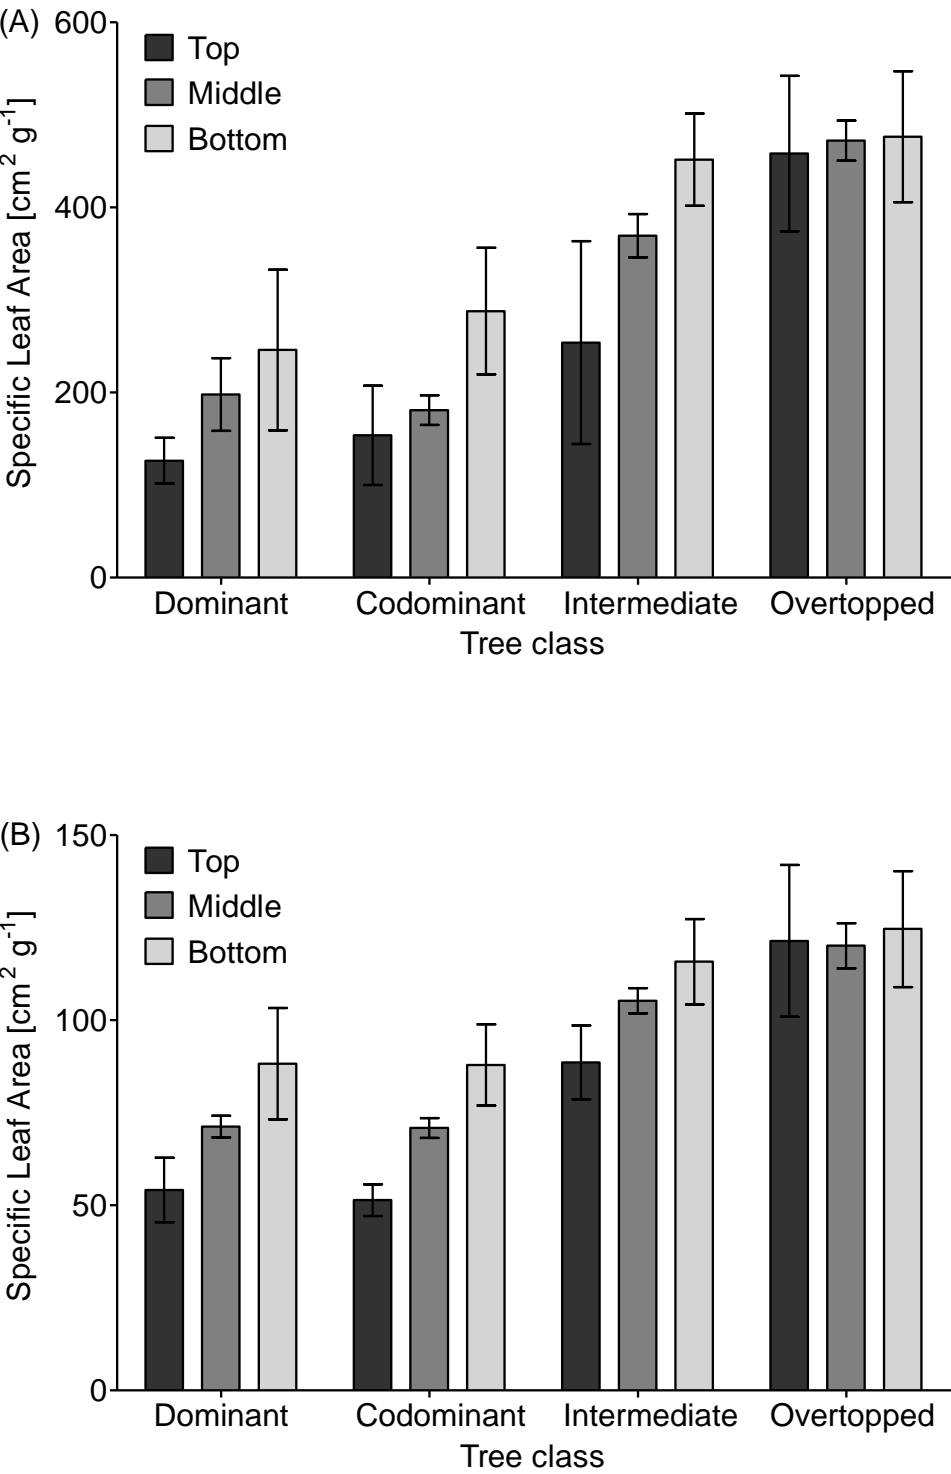 (A)
600
400
200
0
Specific Leaf Area [cm² g⁻¹]
Top
Middle
Bottom
Dominant Codominant Intermediate Overtopped
Tree class
(B)
150
100
50
0
Specific Leaf Area [cm² g⁻¹]
Top
Middle
Bottom
Dominant Codominant Intermediate Overtopped
Tree class